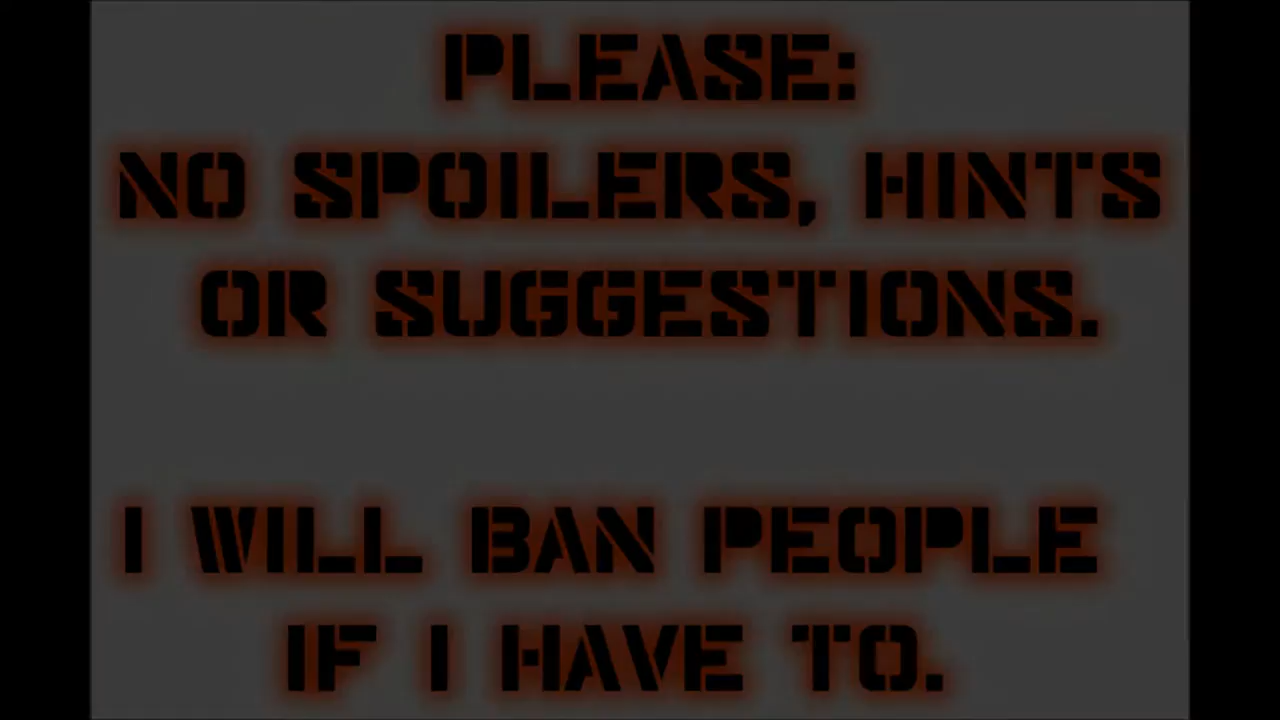 PLEASE:
NO SPOILERS, HINTS
OR SUGGESTIONS.
I WILL BAN PEOPLE
IF I HAVE TO.